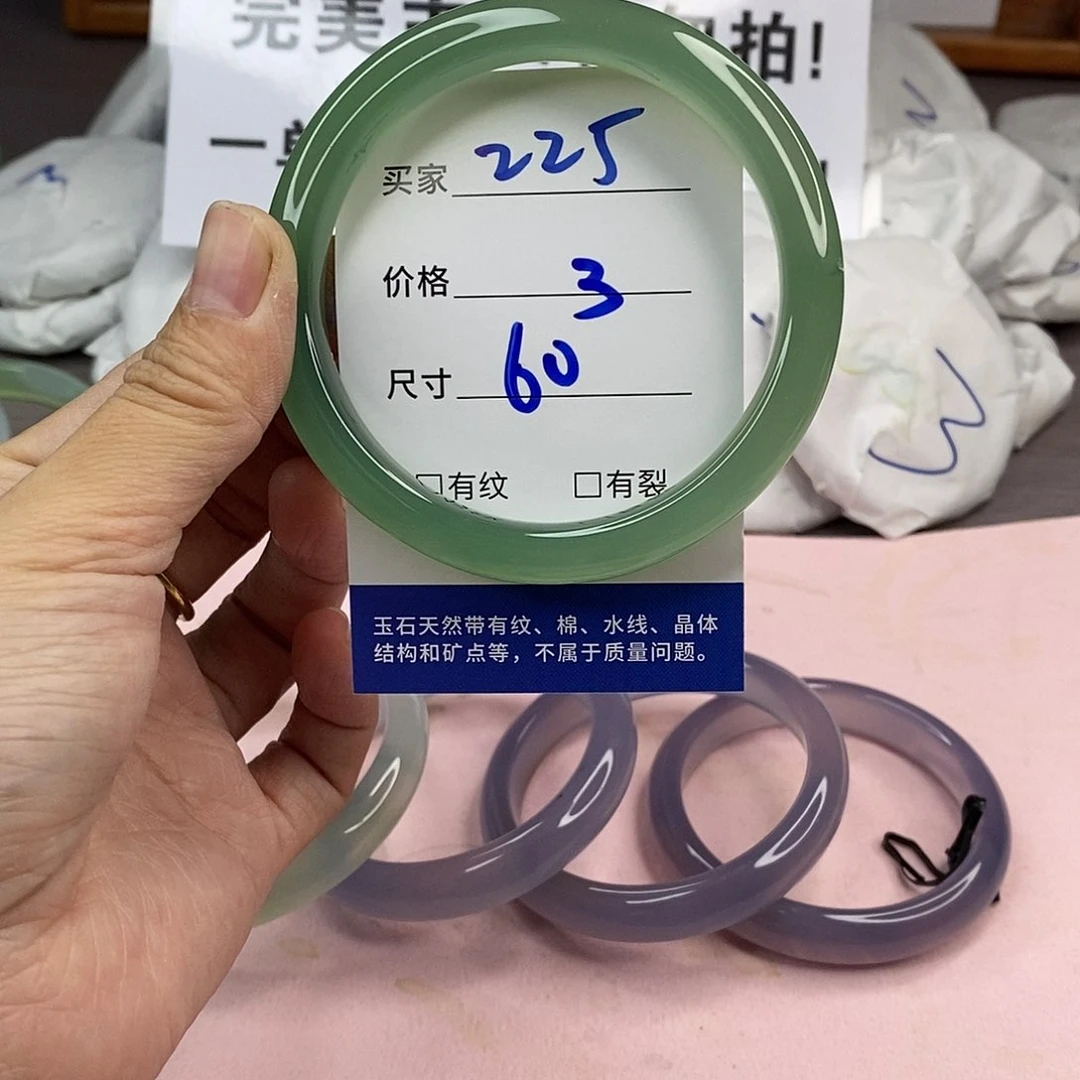 完美
拍!
一单
买家 225
价格 3
尺寸 60
□有纹 □有裂
玉石天然带有纹、棉、水线、晶体
结构和矿点等，不属于质量问题。